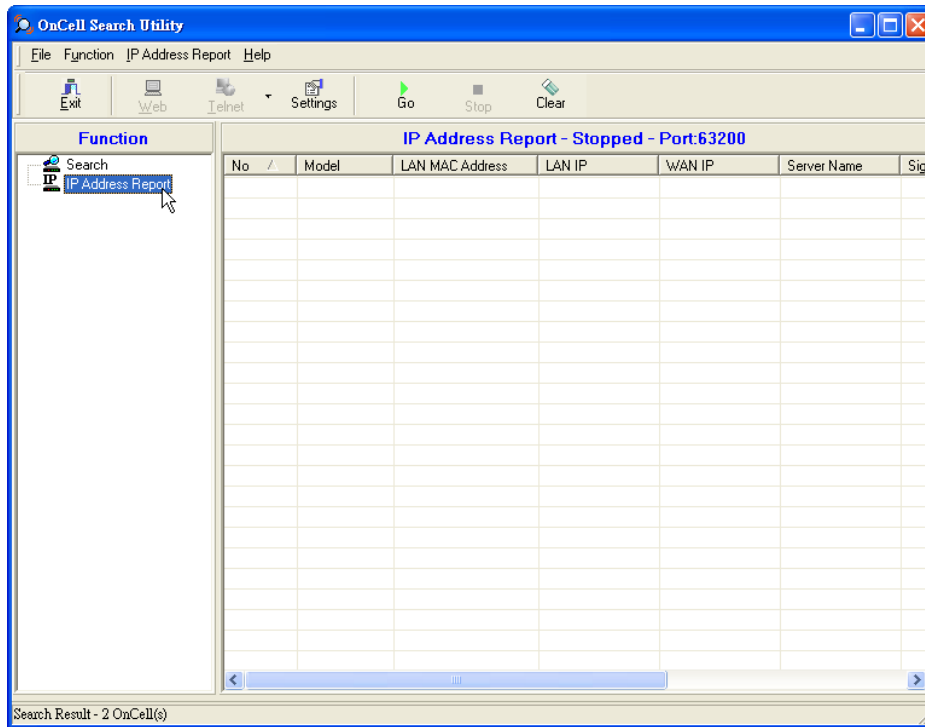 OnCell Search Utility
File Function IP Address Report Help
Exit Web Telnet Settings Go Stop Clear
Function IP Address Report - Stopped - Port:63200
No Model LAN MAC Address LAN IP WAN IP Server Name Sig
Search
IP IP Address Report
Search Result - 2 OnCell(s)